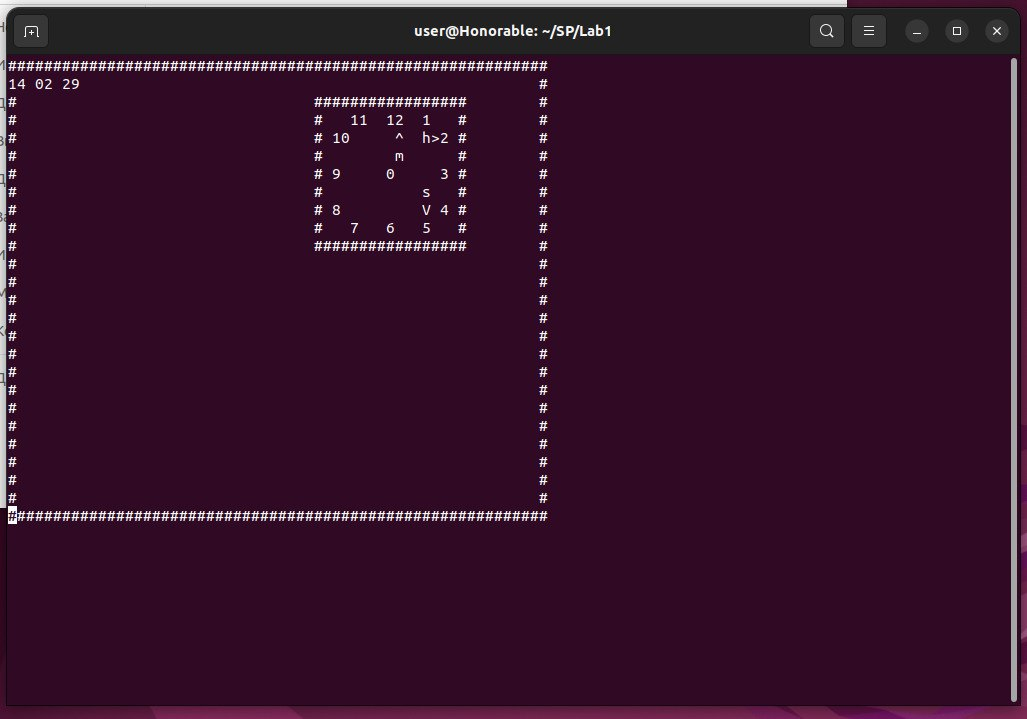 user@Honorable: ~/SP/Lab1
############################################################
14 02 29                                                   #
#                                 #################        #
#                                 #   11  12  1   #        #
#                                 # 10     ^  h>2 #        #
#                                 #        m      #        #
#                                 # 9     0     3 #        #
#                                 #           s   #        #
#                                 # 8         V 4 #        #
#                                 #   7   6   5   #        #
#                                 #################        #
#                                                          #
#                                                          #
#                                                          #
#                                                          #
#                                                          #
#                                                          #
#                                                          #
#                                                          #
#                                                          #
#                                                          #
#                                                          #
#                                                          #
#                                                          #
#                                                          #
############################################################